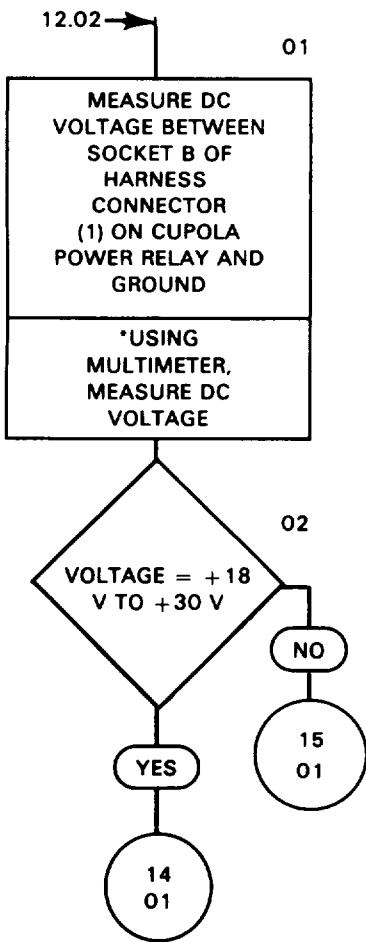 12.02
01
MEASURE DC
VOLTAGE BETWEEN
SOCKET B OF
HARNESS
CONNECTOR
(1) ON CUPOLA
POWER RELAY AND
GROUND
*USING
MULTIMETER,
MEASURE DC
VOLTAGE
02
VOLTAGE = +18
V TO +30 V
NO
15
01
YES
14
01